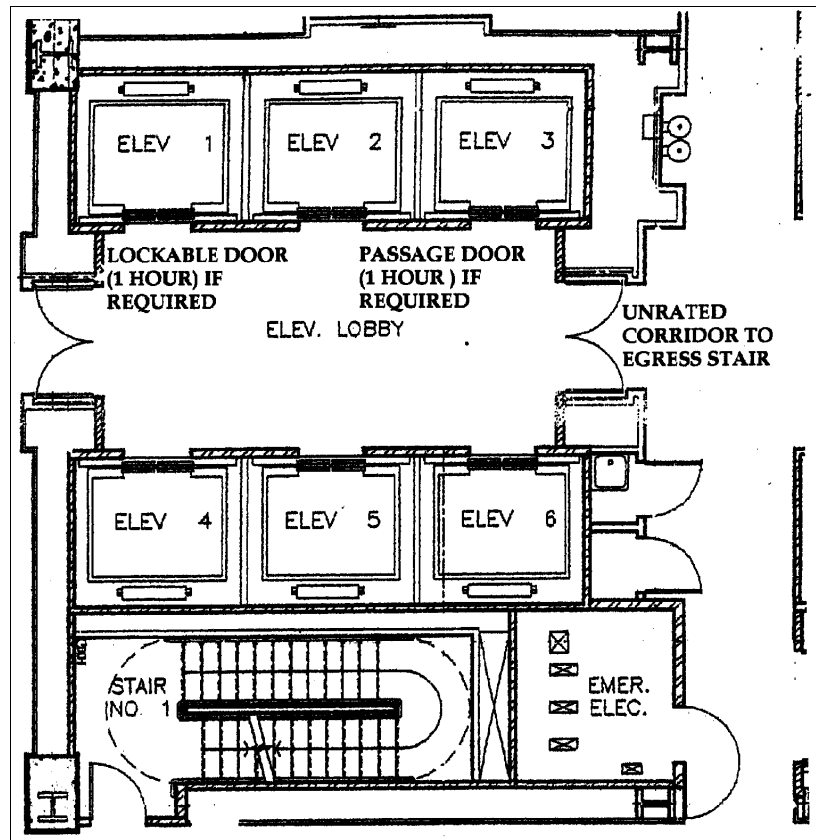 ELEV 1
ELEV 2
ELEV 3
LOCKABLE DOOR
(1 HOUR) IF
REQUIRED
PASSAGE DOOR
(1 HOUR ) IF
REQUIRED
ELEV. LOBBY
UNRATED
CORRIDOR TO
EGRESS STAIR
ELEV 4
ELEV 5
ELEV 6
STAIR
NO. 1
EMER.
ELEC.